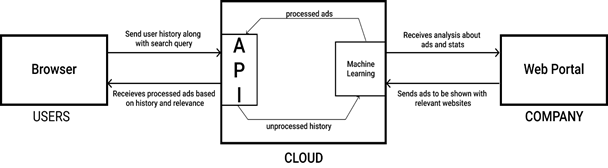 processed ads
Send user history along
with search query
Receives analysis about
ads and stats
Browser
A
P
I
Machine
Learning
Web Portal
Receieves processed ads based
on history and relevance
Sends ads to be shown with
relevant websites
USERS
unprocessed history
COMPANY
CLOUD